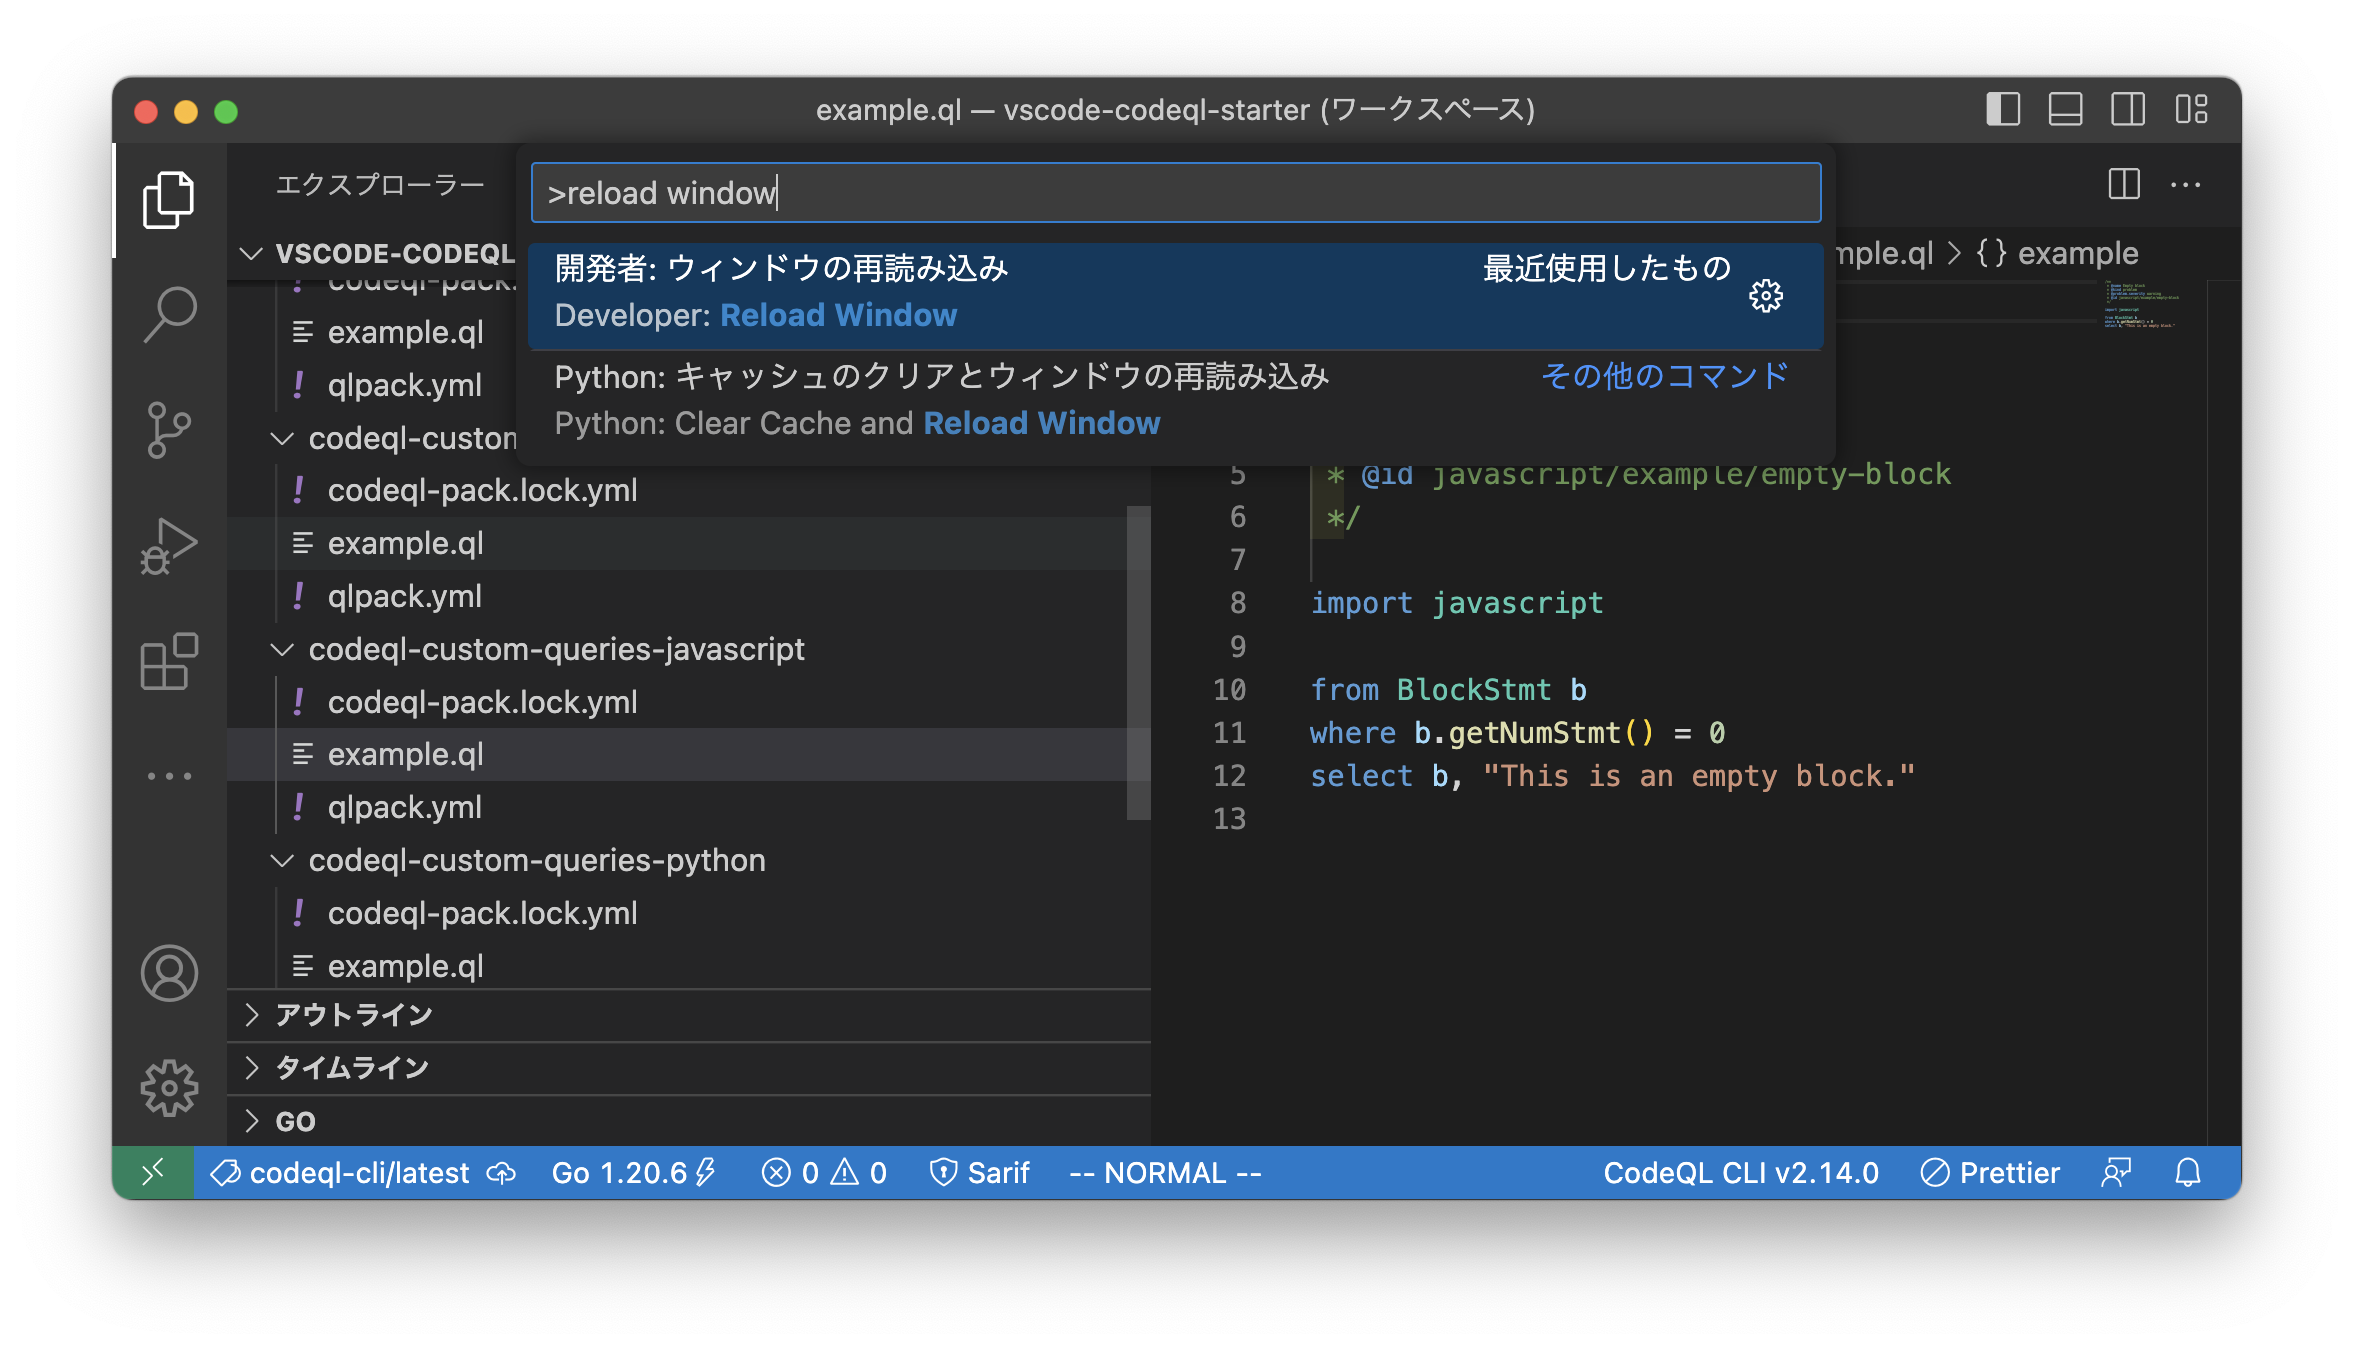 example.ql — vscode-codeql-starter (ワークスペース)
エクスプローラー
>reload window
開発者: ウィンドウの再読み込み
最近使用したもの
Developer: Reload Window
Python: キャッシュのクリアとウィンドウの再読み込み
その他のコマンド
Python: Clear Cache and Reload Window
VSCODE-CODEQL
codeql-pack.
! example.ql
! qlpack.yml
codeql-custom
! codeql-pack.lock.yml
example.ql
! qlpack.yml
codeql-custom-queries-javascript
! codeql-pack.lock.yml
example.ql
! qlpack.yml
codeql-custom-queries-python
! codeql-pack.lock.yml
example.ql
アウトライン
タイムライン
GO
mple.ql > {} example
5 * @id javascript/example/empty-block
6 */
7
8 import javascript
9
10 from BlockStmt b
11 where b.getNumStmt() = 0
12 select b, "This is an empty block."
13
codeql-cli/latest Go 1.20.6 0 0 Sarif -- NORMAL -- CodeQL CLI v2.14.0 Prettier